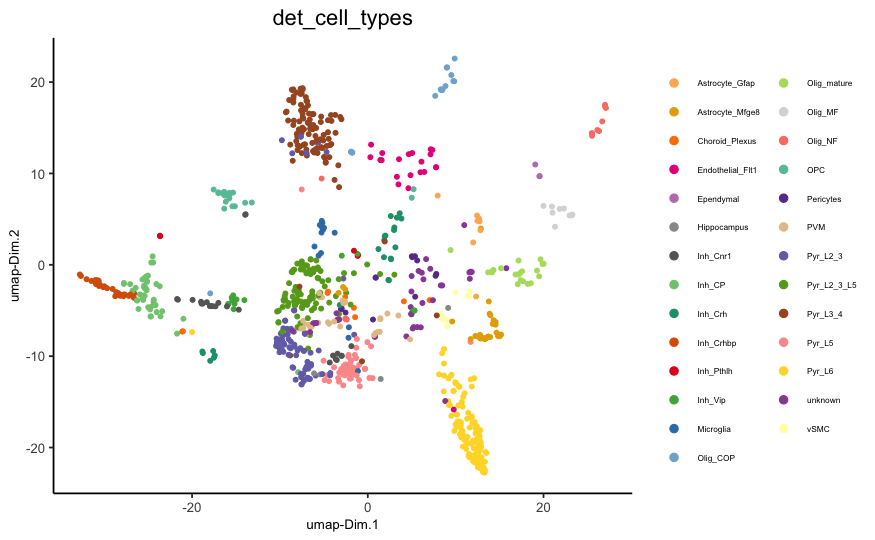 det_cell_types
umap-Dim.2
20
10
0
-10
-20
-20
0
20
umap-Dim.1
Astrocyte_Gfap
Astrocyte_Mfge8
Choroid_Plexus
Endothelial_Flt1
Ependymal
Hippocampus
Inh_Cnr1
Inh_CP
Inh_Crh
Inh_Crhbp
Inh_Pthlh
Inh_Vip
Microglia
Olig_COP
Olig_mature
Olig_MF
Olig_NF
OPC
Pericytes
PVM
Pyr_L2_3
Pyr_L2_3_L5
Pyr_L3_4
Pyr_L5
Pyr_L6
unknown
vSMC